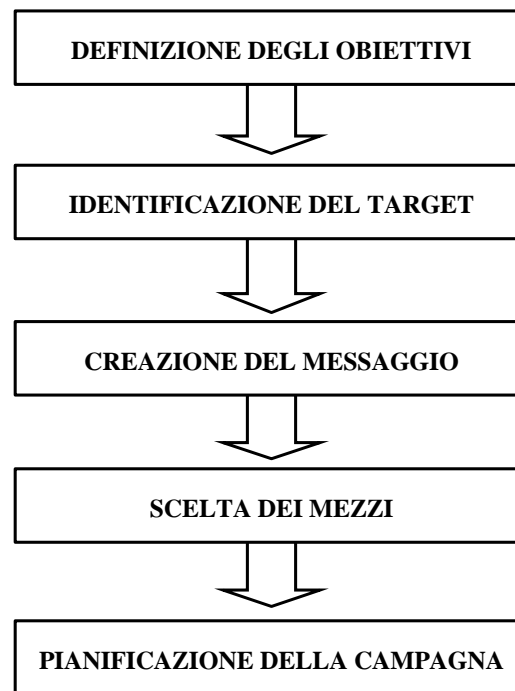 DEFINIZIONE DEGLI OBIETTIVI
IDENTIFICAZIONE DEL TARGET
CREAZIONE DEL MESSAGGIO
SCELTA DEI MEZZI
PIANIFICAZIONE DELLA CAMPAGNA